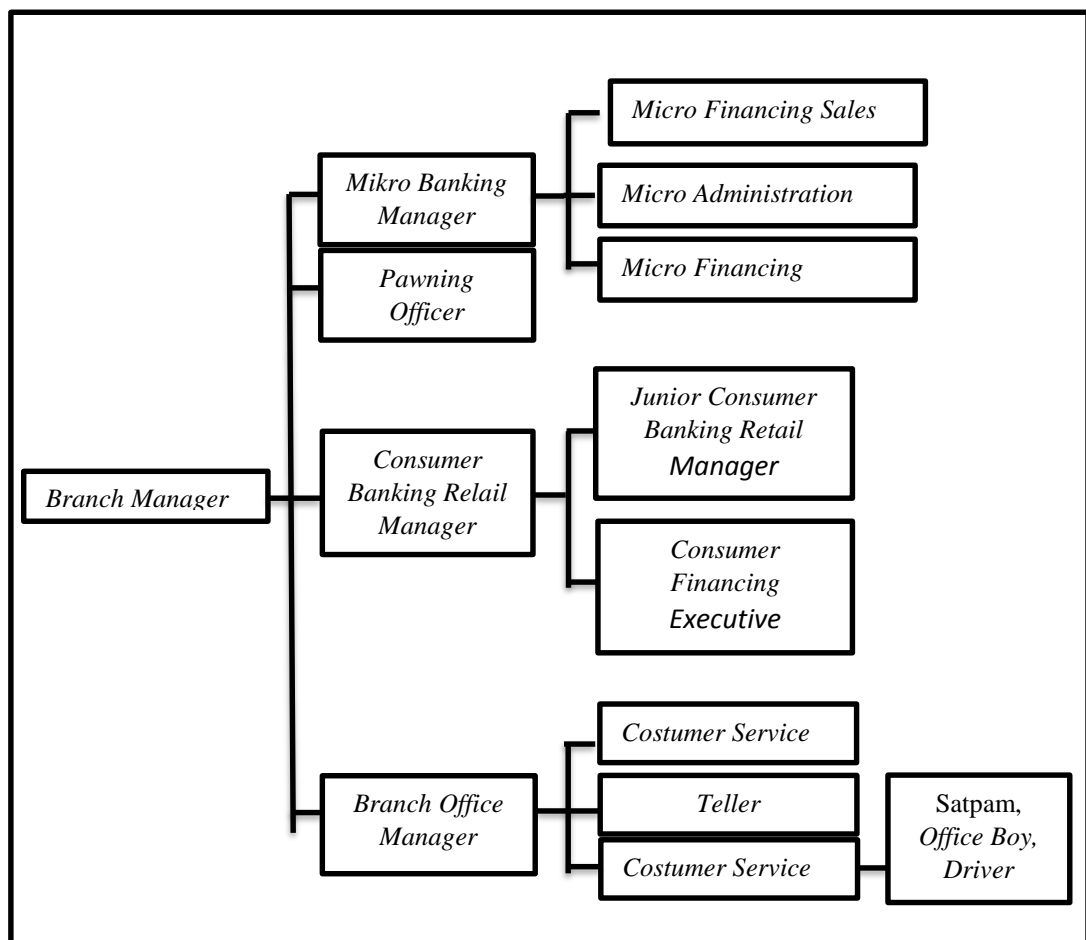 Branch Manager
Mikro Banking
Manager
Pawning
Officer
Consumer
Banking Relail
Manager
Branch Office
Manager
Micro Financing Sales
Micro Administration
Micro Financing
Junior Consumer
Banking Retail
Manager
Consumer
Financing
Executive
Costumer Service
Teller
Costumer Service
Satpam,
Office Boy,
Driver